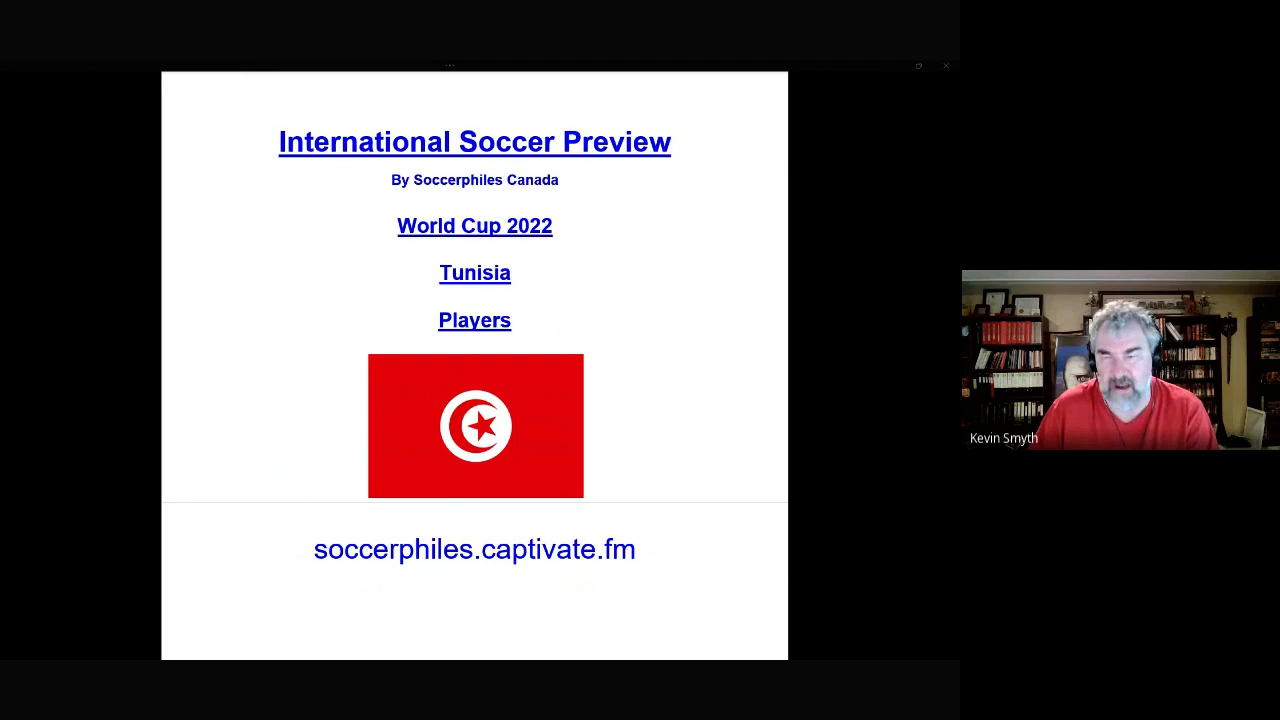 International Soccer Preview
By Soccerphiles Canada
World Cup 2022
Tunisia
Players
soccerphiles.captivate.fm
Kevin Smyth